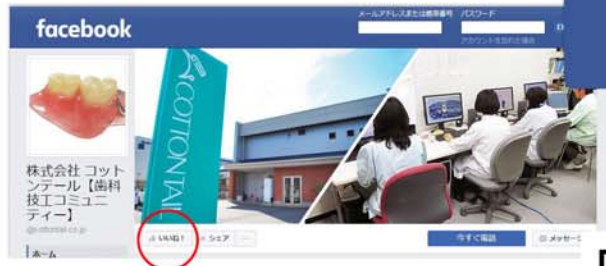 facebook
メールアドレスまたは携帯番号
パスワード
アカウントを忘れた場合
COTTONTAIL
株式会社 コット
ンテール【歯科
技工コミュニ
ティー】
いいね！
シェア
今すぐ電話
メッセージ
ホーム